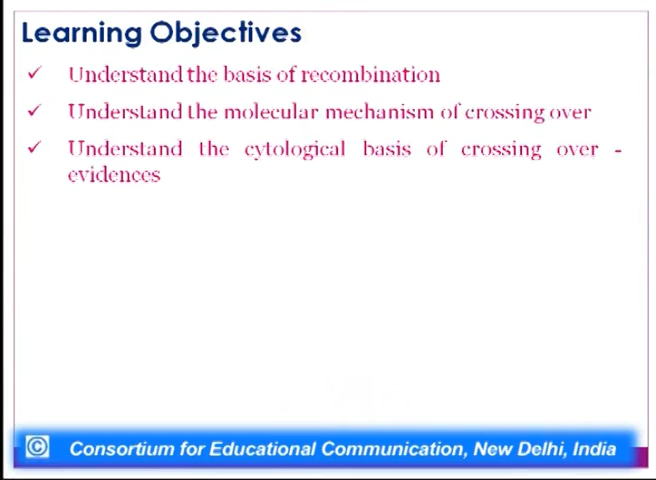 Learning Objectives
✓ Understand the basis of recombination
✓ Understand the molecular mechanism of crossing over
✓ Understand the cytological basis of crossing over -
evidences
© Consortium for Educational Communication, New Delhi, India